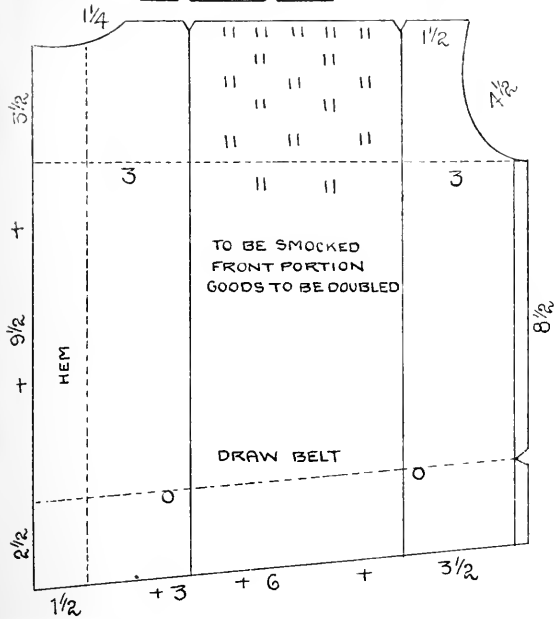 1¼
1½
3½
4½
3
3
+
TO BE SMOCKED
FRONT PORTION
GOODS TO BE DOUBLED
9½
8½
+
HEM
DRAW BELT
O
O
2½
1½
+ 3
+ 6
+
3½